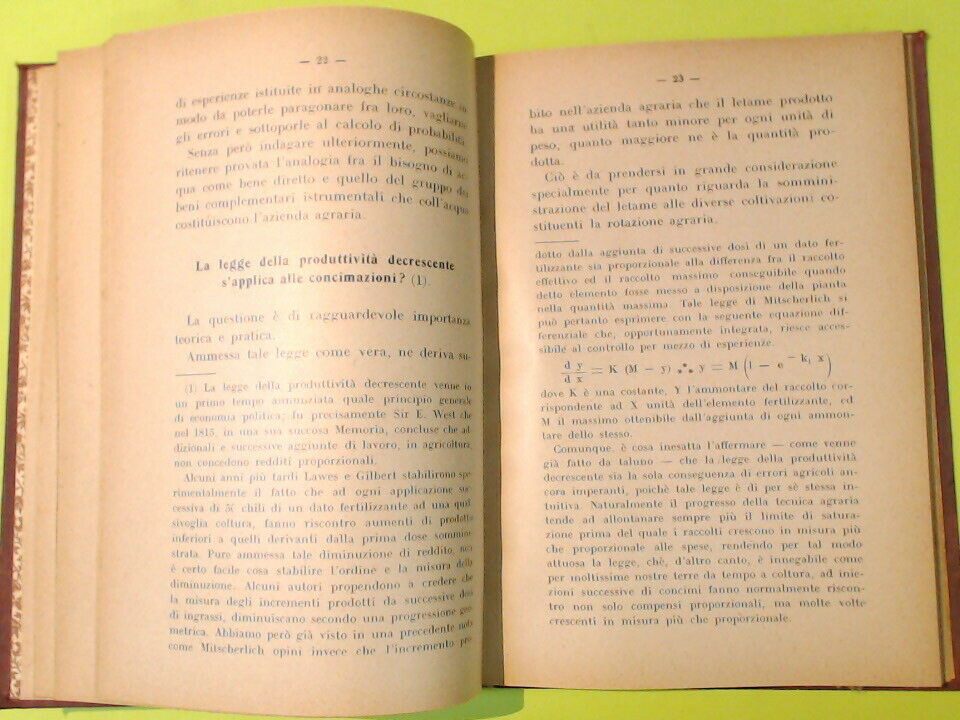 — 22 —
di esperienze istituite in analoghe circostanze in
modo da poterle paragonare fra loro, vagliarne
gli errori e sottoporle al calcolo di probabilità.
Senza però indagare ulteriormente, possiamo
ritenere provata l'analogia fra il bisogno di ac-
qua come bene diretto e quello del gruppo dei
beni complementari istrumentali che coll'acqua
costituiscono l'azienda agraria.
La legge della produttività decrescente
s'applica alle concimazioni? (1).
La questione è di ragguardevole importanza
teorica e pratica.
Ammessa tale legge come vera, ne deriva su-
(1) La legge della produttività decrescente venne in
un primo tempo annunziata quale principio generale
di economia politica; fu precisamente Sir E. West che
nel 1815, in una sua succosa Memoria, concluse che ad-
dizionali e successive aggiunte di lavoro, in agricoltura,
non concedono redditi proporzionali.
Alcuni anni più tardi Lawes e Gilbert stabilirono spe-
rimentalmente il fatto che ad ogni applicazione suc-
cessiva di chili di un dato fertilizzante ad una qual-
sivoglia coltura, fanno riscontro aumenti di prodotto
inferiori a quelli derivanti dalla prima dose sommini-
strata. Pure ammessa tale diminuzione di reddito, non
è certo facile cosa stabilire l'ordine e la misura della
diminuzione. Alcuni autori propendono a credere che
la misura degli incrementi prodotti da successive dosi
di ingrassi, diminuiscano secondo una progressione geo-
metrica. Abbiamo però già visto in una precedente nota
come Mitscherlich opini invece che l'incremento pro-
— 23 —
bito nell'azienda agraria che il letame prodotto
ha una utilità tanto minore per ogni unità di
peso, quanto maggiore ne è la quantità pro-
dotta.
Ciò è da prendersi in grande considerazione
specialmente per quanto riguarda la sommini-
strazione del letame alle diverse coltivazioni co-
stituenti la rotazione agraria.
dotto dalla aggiunta di successive dosi di un dato fer-
tilizzante sia proporzionale alla differenza fra il raccolto
effettivo ed il raccolto massimo conseguibile quando
detto elemento fosse messo a disposizione della pianta
nella quantità massima Tale legge di Mitscherlich si
può pertanto esprimere con la seguente equazione dif-
ferenziale che, opportunamente integrata, riesce acces-
sibile al controllo per mezzo di esperienze.
d y / d x = K (M — y) ∴ y = M (1 — e^{— k₁ x})
dove K è una costante, Y l'ammontare del raccolto cor-
rispondente ad X unità dell'elemento fertilizzante, ed
M il massimo ottenibile dall'aggiunta di ogni ammon-
tare dello stesso.
Comunque, è cosa inesatta l'affermare — come venne
già fatto da taluno — che la legge della produttività
decrescente sia la sola conseguenza di errori agricoli an-
cora imperanti, poichè tale legge è di per sè stessa in-
tuitiva. Naturalmente il progresso della tecnica agraria
tende ad allontanare sempre più il limite di satura-
zione prima del quale i raccolti crescono in misura più
che proporzionale alle spese, rendendo per tal modo
attuosa la legge, chè, d'altro canto, è innegabile come
per moltissime nostre terre da tempo a coltura, ad inie-
zioni successive di concimi fanno normalmente riscon-
tro non solo compensi proporzionali, ma molte volte
crescenti in misura più che proporzionale.